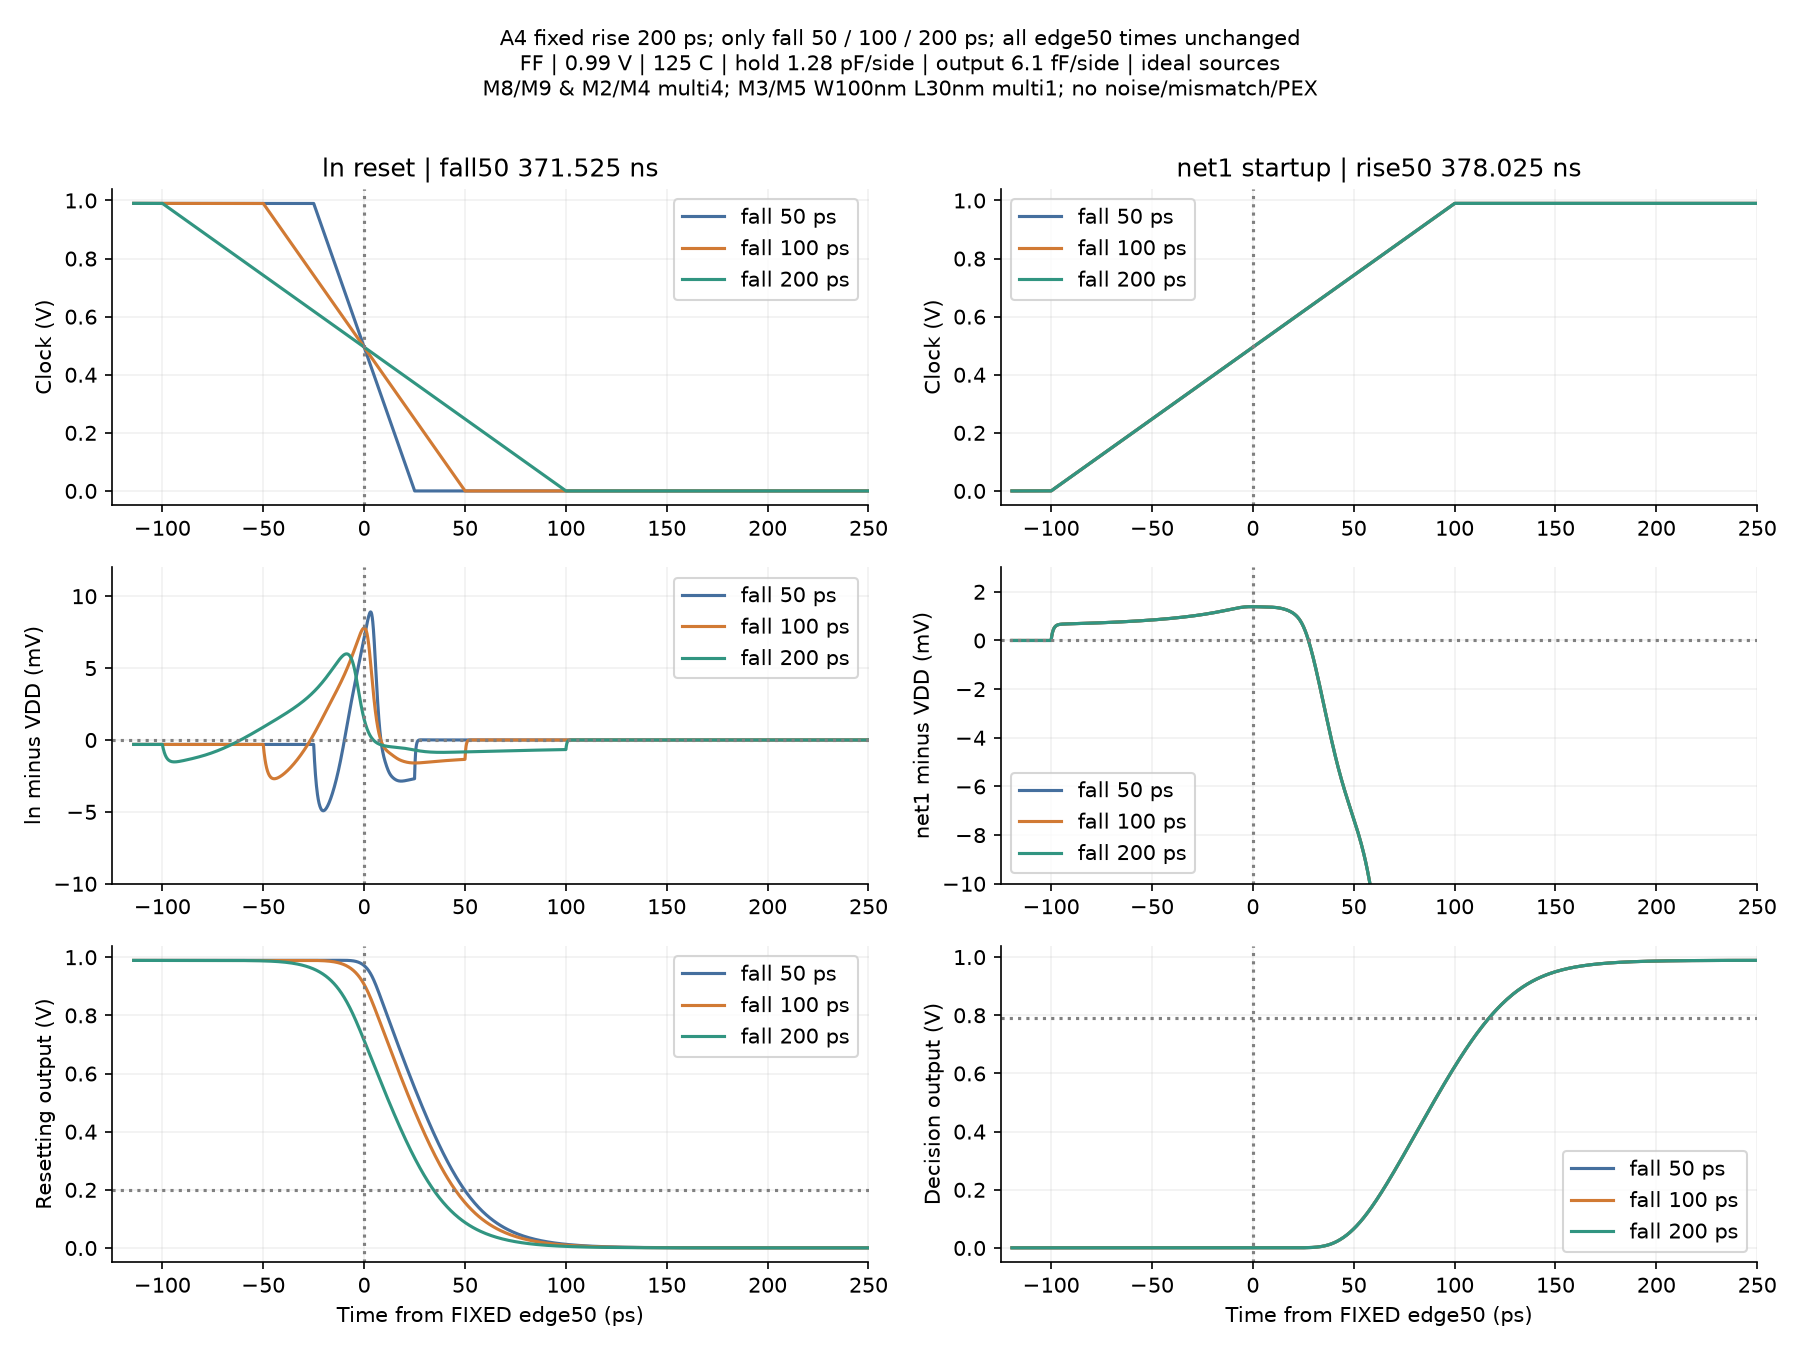 A4 fixed rise 200 ps; only fall 50 / 100 / 200 ps; all edge50 times unchanged
FF | 0.99 V | 125 C | hold 1.28 pF/side | output 6.1 fF/side | ideal sources
M8/M9 & M2/M4 multi4; M3/M5 W100nm L30nm multi1; no noise/mismatch/PEX
ln reset | fall50 371.525 ns
Clock (V)
1.0
0.8
0.6
0.4
0.2
0.0
fall 50 ps
fall 100 ps
fall 200 ps
−100 −50 0 50 100 150 200 250
net1 startup | rise50 378.025 ns
Clock (V)
1.0
0.8
0.6
0.4
0.2
0.0
fall 50 ps
fall 100 ps
fall 200 ps
−100 −50 0 50 100 150 200 250
ln minus VDD (mV)
10
5
0
−5
−10
fall 50 ps
fall 100 ps
fall 200 ps
−100 −50 0 50 100 150 200 250
net1 minus VDD (mV)
2
0
−2
−4
−6
−8
−10
fall 50 ps
fall 100 ps
fall 200 ps
−100 −50 0 50 100 150 200 250
Resetting output (V)
1.0
0.8
0.6
0.4
0.2
0.0
fall 50 ps
fall 100 ps
fall 200 ps
−100 −50 0 50 100 150 200 250
Time from FIXED edge50 (ps)
Decision output (V)
1.0
0.8
0.6
0.4
0.2
0.0
fall 50 ps
fall 100 ps
fall 200 ps
−100 −50 0 50 100 150 200 250
Time from FIXED edge50 (ps)